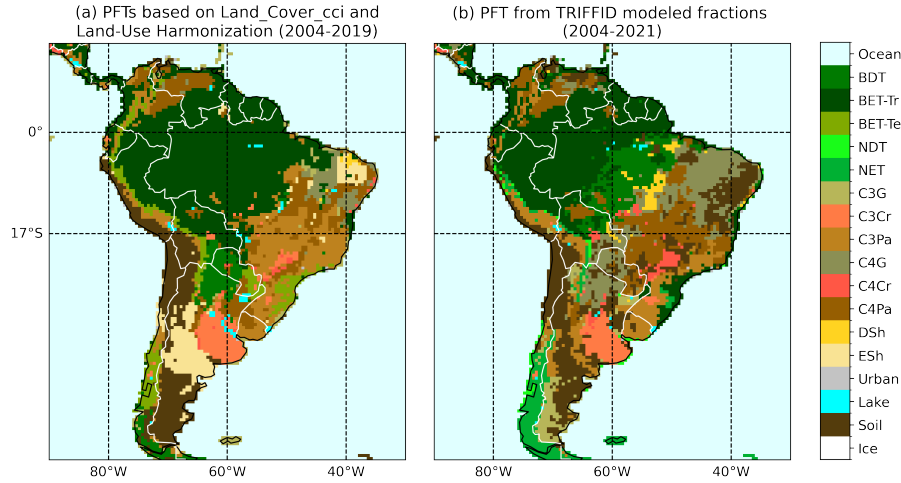 (a) PFTs based on Land_Cover_cci and
Land-Use Harmonization (2004-2019)
(b) PFT from TRIFFID modeled fractions
(2004-2021)
0°
17°S
80°W
60°W
40°W
80°W
60°W
40°W
Ocean
BDT
BET-Tr
BET-Te
NDT
NET
C3G
C3Cr
C3Pa
C4G
C4Cr
C4Pa
DSh
ESh
Urban
Lake
Soil
Ice